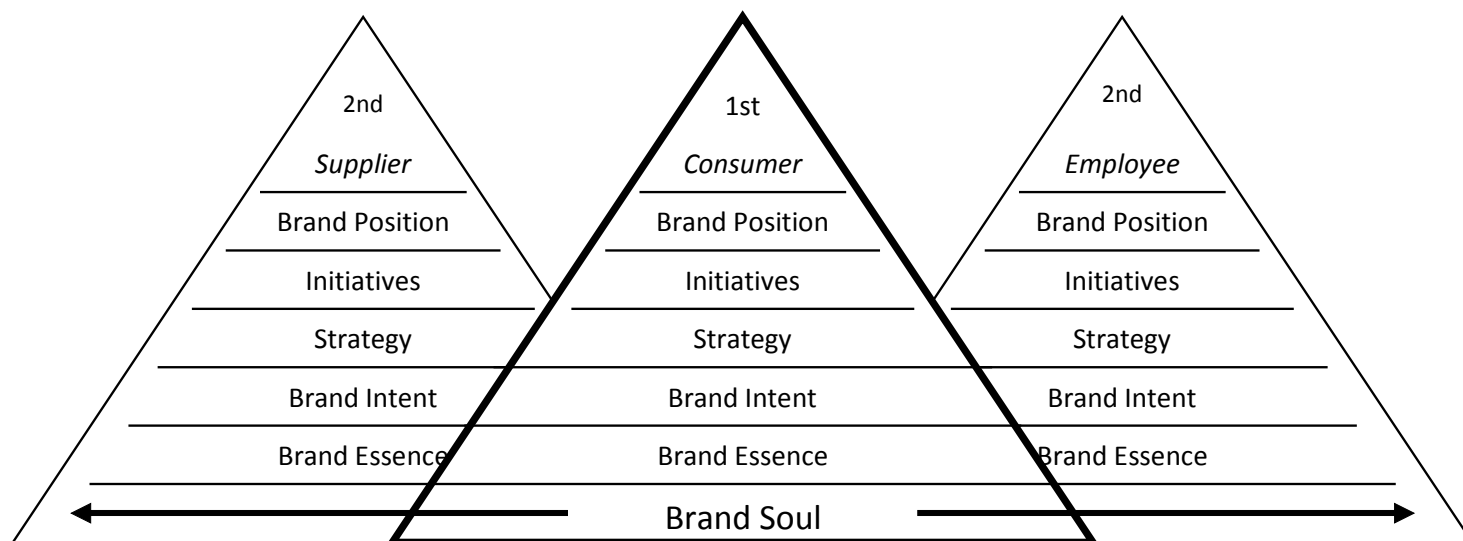 2nd 1st 2nd
Supplier Consumer Employee
Brand Position Brand Position Brand Position
Initiatives Initiatives Initiatives
Strategy Strategy Strategy
Brand Intent Brand Intent Brand Intent
Brand Essence Brand Essence Brand Essence
Brand Soul